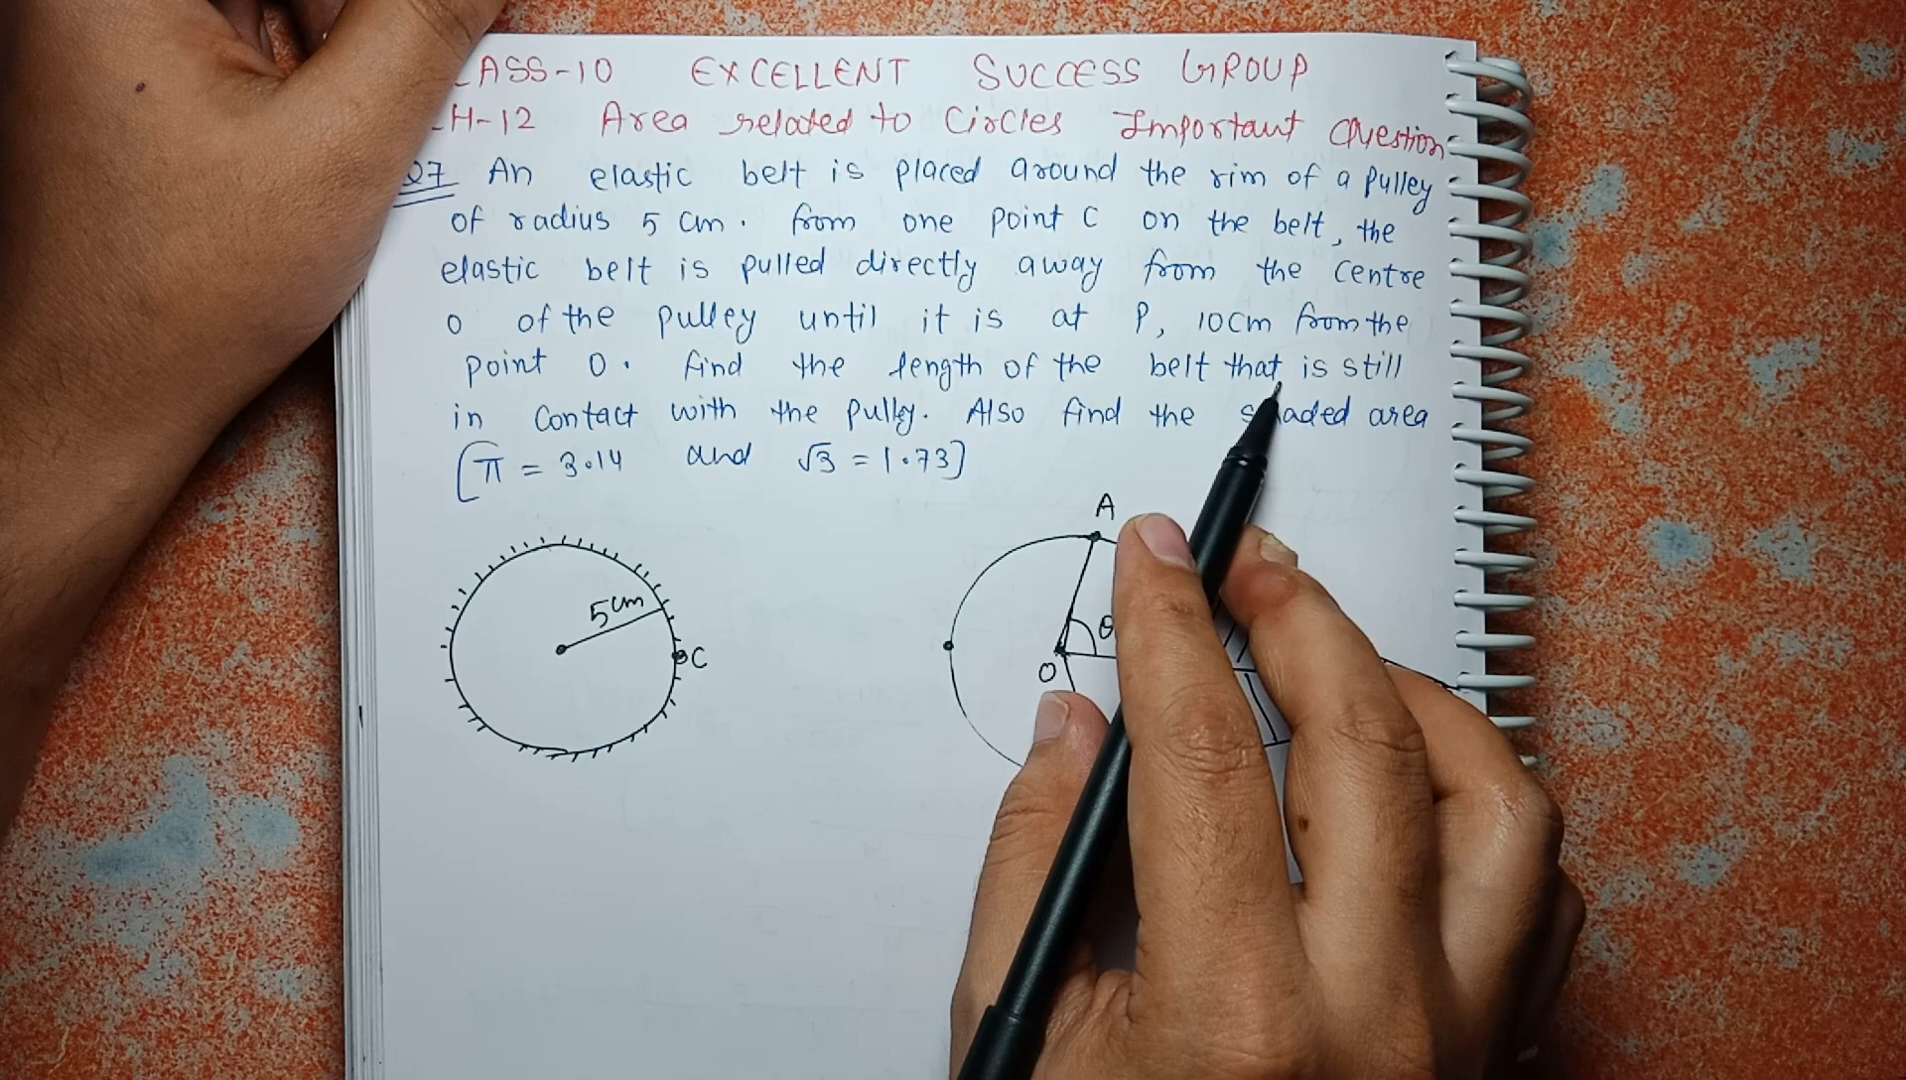 LASS-10 EXCELLENT SUCCESS GROUP
H-12 Area related to Circles Important Question
27 An elastic belt is placed around the rim of a pulley
of radius 5 cm. from one point C on the belt, the
elastic belt is pulled directly away from the centre
O of the pulley until it is at P, 10cm from the
point O. find the length of the belt that is still
in contact with the pulley. Also find the shaded area
[π = 3.14 and √3 = 1.73]
A
5cm
θ
C
O